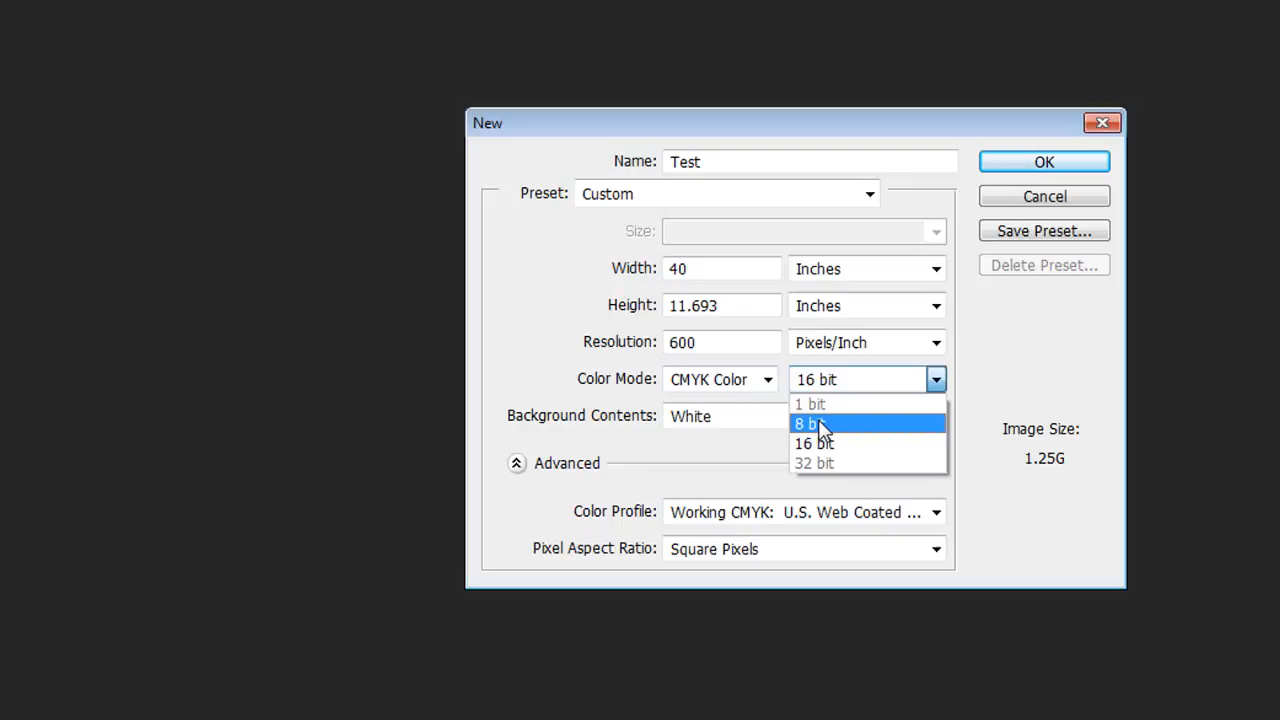 New
Name: Test
OK
Preset: Custom
Cancel
Size:
Save Preset...
Width: 40 Inches
Delete Preset...
Height: 11.693 Inches
Resolution: 600 Pixels/Inch
Color Mode: CMYK Color 16 bit
1 bit
Background Contents: White
8 bit
16 bit
32 bit
Image Size:
1.25G
Advanced
Color Profile: Working CMYK: U.S. Web Coated ...
Pixel Aspect Ratio: Square Pixels